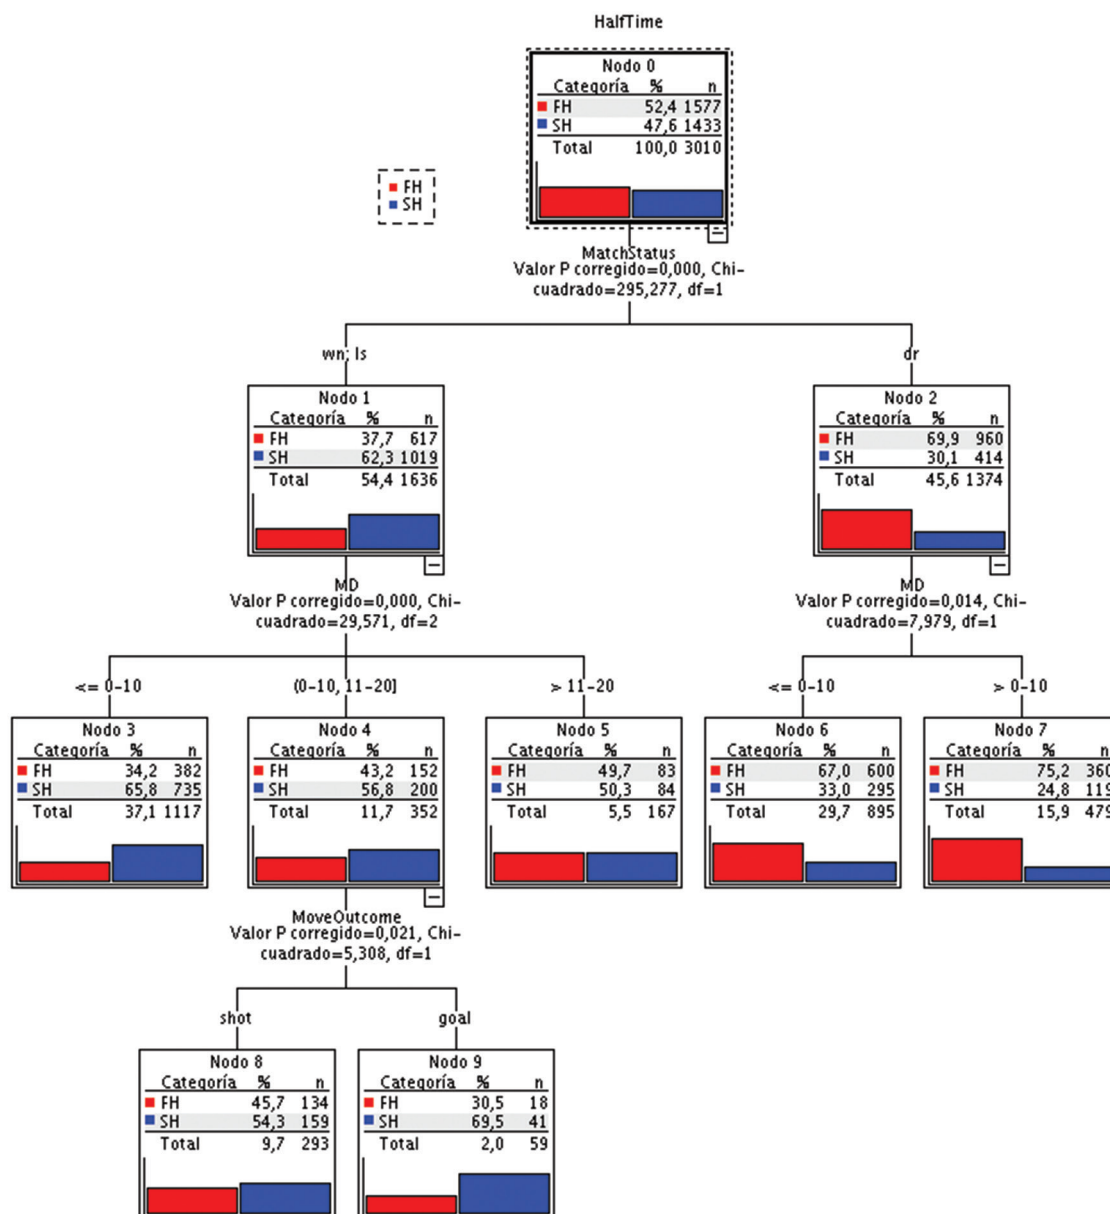 HalfTime
Nodo 0
Categoría % n
FH 52,4 1577
SH 47,6 1433
Total 100,0 3010
FH
SH
MatchStatus
Valor P corregido=0,000, Chi-
cuadrado=295,277, df=1
wn; ls
dr
Nodo 1
Categoría % n
FH 37,7 617
SH 62,3 1019
Total 54,4 1636
Nodo 2
Categoría % n
FH 69,9 960
SH 30,1 414
Total 45,6 1374
MD
Valor P corregido=0,000, Chi-
cuadrado=29,571, df=2
MD
Valor P corregido=0,014, Chi-
cuadrado=7,979, df=1
<= 0-10
(0-10, 11-20]
> 11-20
<= 0-10
> 0-10
Nodo 3
Categoría % n
FH 34,2 382
SH 65,8 735
Total 37,1 1117
Nodo 4
Categoría % n
FH 43,2 152
SH 56,8 200
Total 11,7 352
Nodo 5
Categoría % n
FH 49,7 83
SH 50,3 84
Total 5,5 167
Nodo 6
Categoría % n
FH 67,0 600
SH 33,0 295
Total 29,7 895
Nodo 7
Categoría % n
FH 75,2 360
SH 24,8 119
Total 15,9 479
MoveOutcome
Valor P corregido=0,021, Chi-
cuadrado=5,308, df=1
shot
goal
Nodo 8
Categoría % n
FH 45,7 134
SH 54,3 159
Total 9,7 293
Nodo 9
Categoría % n
FH 30,5 18
SH 69,5 41
Total 2,0 59